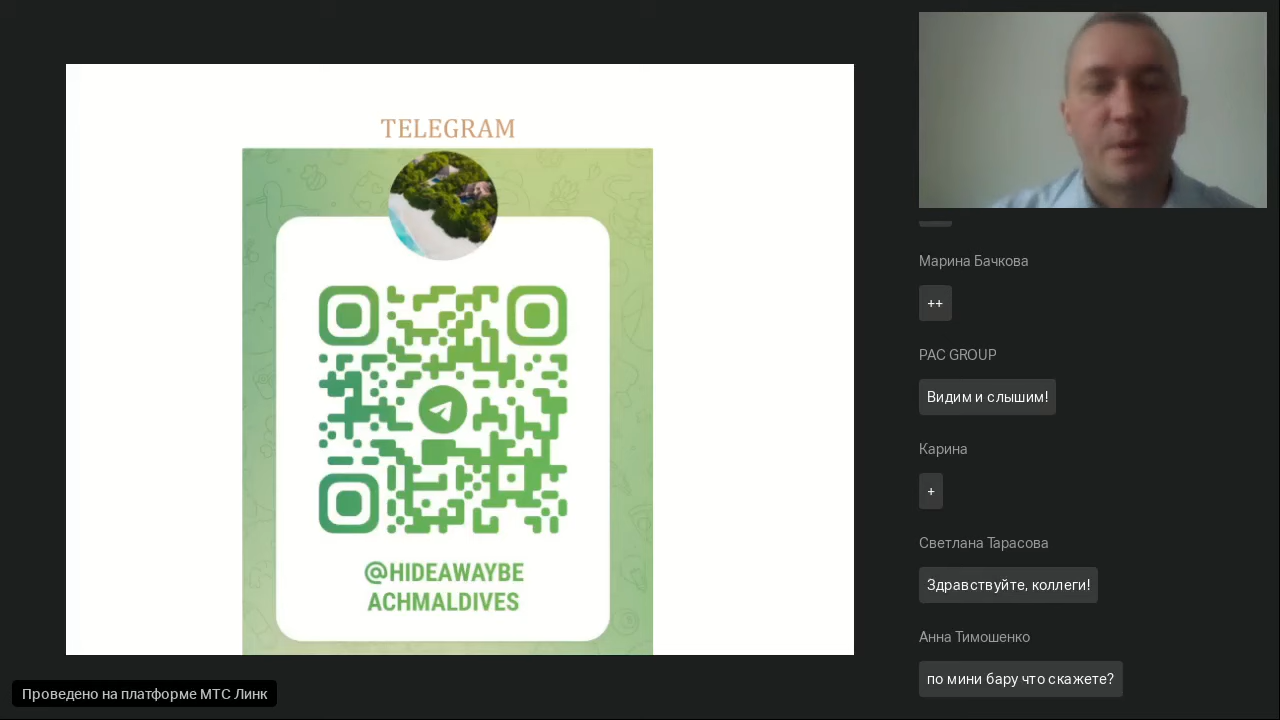 TELEGRAM
@HIDEAWAYBE
ACHMALDIVES
Марина Бачкова
++
PAC GROUP
Видим и слышим!
Карина
+
Светлана Тарасова
Здравствуйте, коллеги!
Анна Тимошенко
по мини бару что скажете?
Проведено на платформе МТС Линк